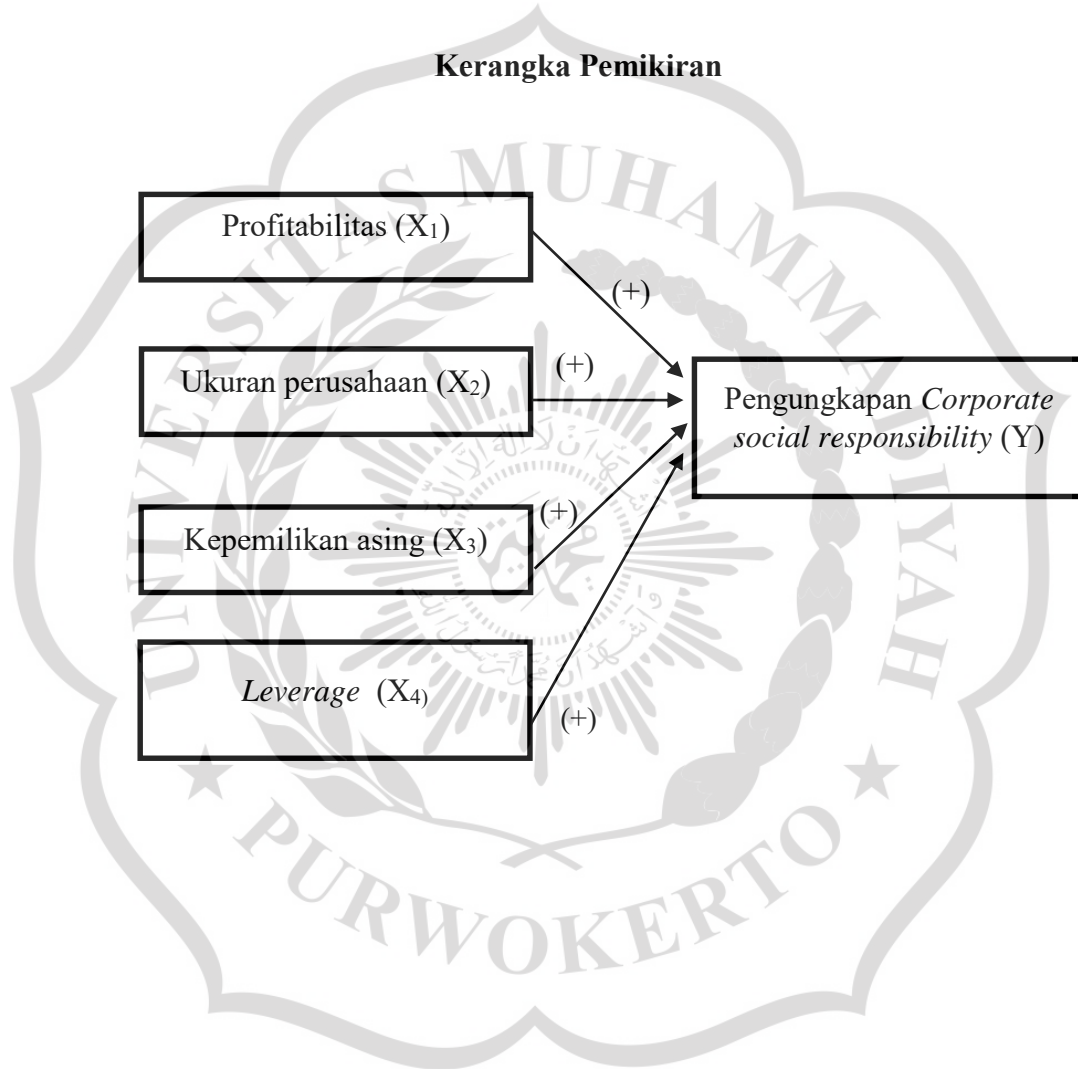 Kerangka Pemikiran
Profitabilitas (X₁)
(+)
Ukuran perusahaan (X₂)
(+)
Pengungkapan Corporate
social responsibility (Y)
Kepemilikan asing (X₃)
(+)
Leverage (X₄)
(+)
UNIVERSITAS MUHAMMADIYAH
PURWOKERTO